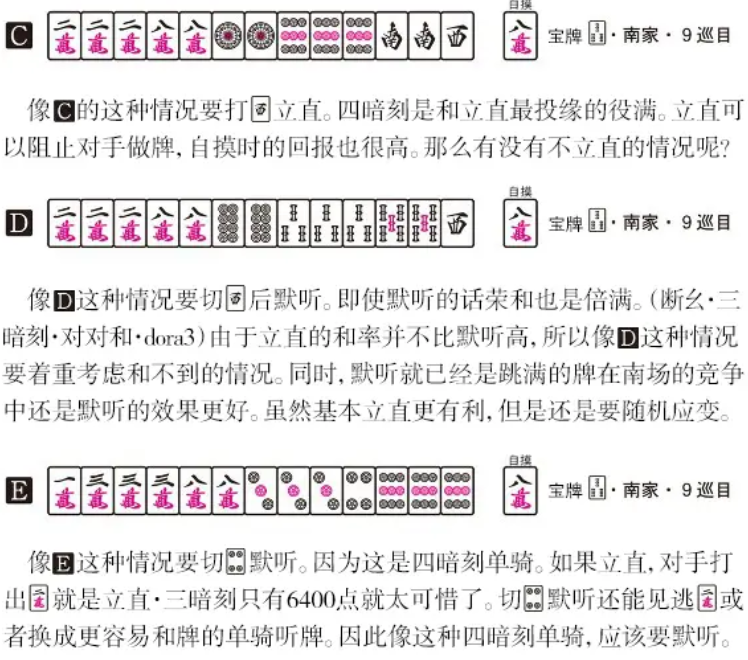 自摸
C 二萬 二萬 二萬 八萬 八萬 南 南 西 八萬 宝牌 ・南家・9巡目
像C的这种情况要打西立直。四暗刻是和立直最投缘的役满。立直可
以阻止对手做牌,自摸时的回报也很高。那么有没有不立直的情况呢?
自摸
D 二萬 二萬 二萬 八萬 八萬 西 八萬 宝牌 ・南家・9巡目
像D这种情况要切西后默听。即使默听的话荣和也是倍满。(断幺·三
暗刻·对对和·dora3)由于立直的和率并不比默听高,所以像D这种情况
要着重考虑和不到的情况。同时,默听就已经是跳满的牌在南场的竞争
中还是默听的效果更好。虽然基本立直更有利,但是还是要随机应变。
自摸
E 一萬 三萬 三萬 三萬 八萬 八萬 八萬 宝牌 ・南家・9巡目
像E这种情况要切默听。因为这是四暗刻单骑。如果立直,对手打
出二萬就是立直·三暗刻只有6400点就太可惜了。切默听还能见逃二萬或
者换成更容易和牌的单骑听牌。因此像这种四暗刻单骑,应该要默听。